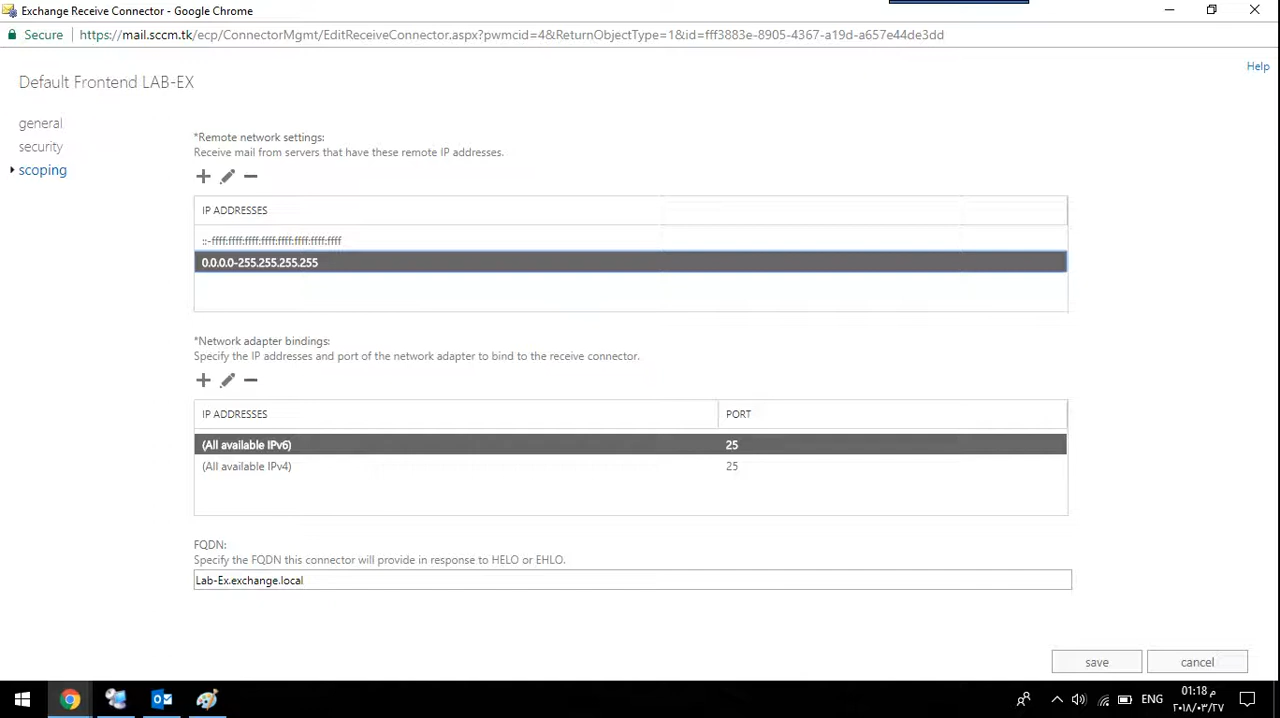 Exchange Receive Connector - Google Chrome
Secure https://mail.sccm.tk/ecp/ConnectorMgmt/EditReceiveConnector.aspx?pwmcid=4&ReturnObjectType=1&id=fff3883e-8905-4367-a19d-a657e44de3dd
Help
Default Frontend LAB-EX
general
security
scoping
*Remote network settings:
Receive mail from servers that have these remote IP addresses.
IP ADDRESSES
::-ffff:ffff:ffff:ffff:ffff:ffff:ffff:ffff
0.0.0.0-255.255.255.255
*Network adapter bindings:
Specify the IP addresses and port of the network adapter to bind to the receive connector.
IP ADDRESSES PORT
(All available IPv6) 25
(All available IPv4) 25
FQDN:
Specify the FQDN this connector will provide in response to HELO or EHLO.
Lab-Ex.exchange.local
save cancel
ENG
01:18 م
٢٠١٨/٠٣/٢٧